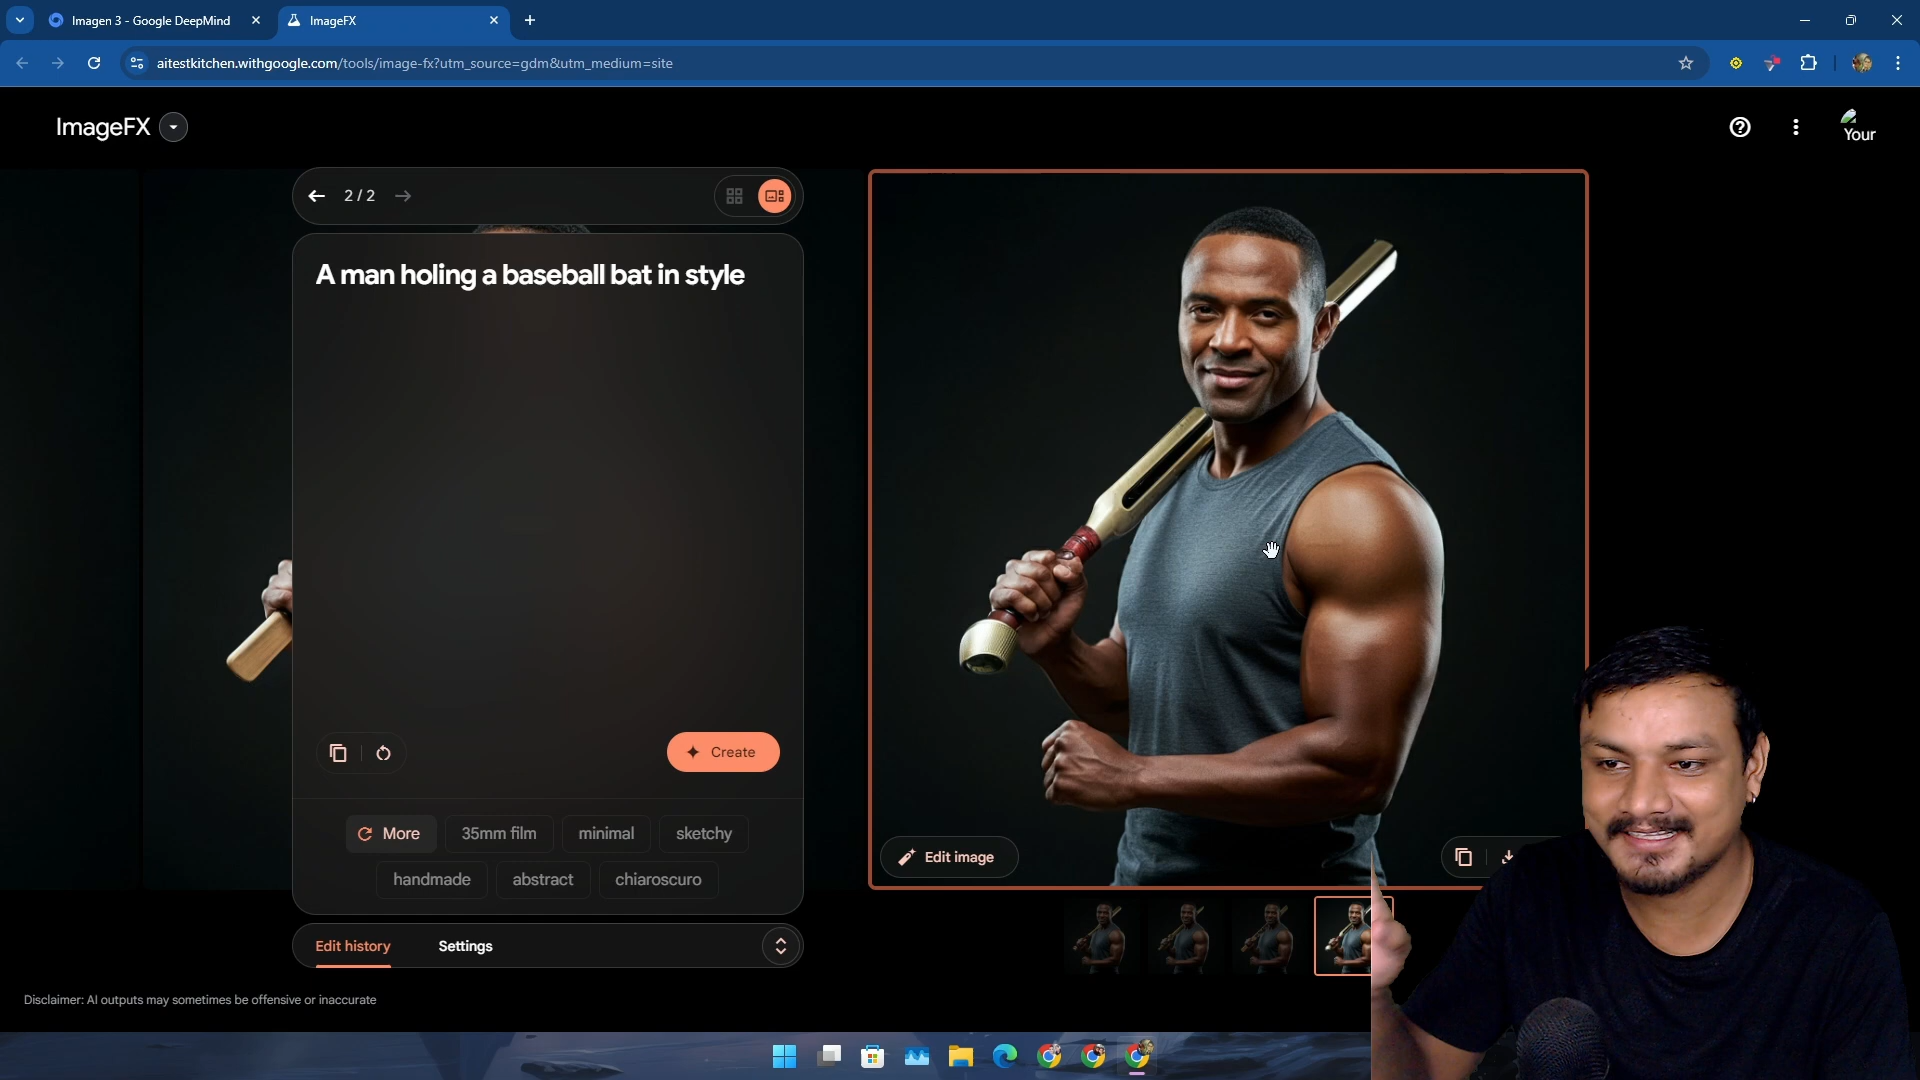 Imagen 3 - Google DeepMind
ImageFX
aitestkitchen.withgoogle.com/tools/image-fx?utm_source=gdm&utm_medium=site
ImageFX
Your
2 / 2
A man holing a baseball bat in style
Create
More
35mm film
minimal
sketchy
handmade
abstract
chiaroscuro
Edit image
Edit history
Settings
Disclaimer: AI outputs may sometimes be offensive or inaccurate